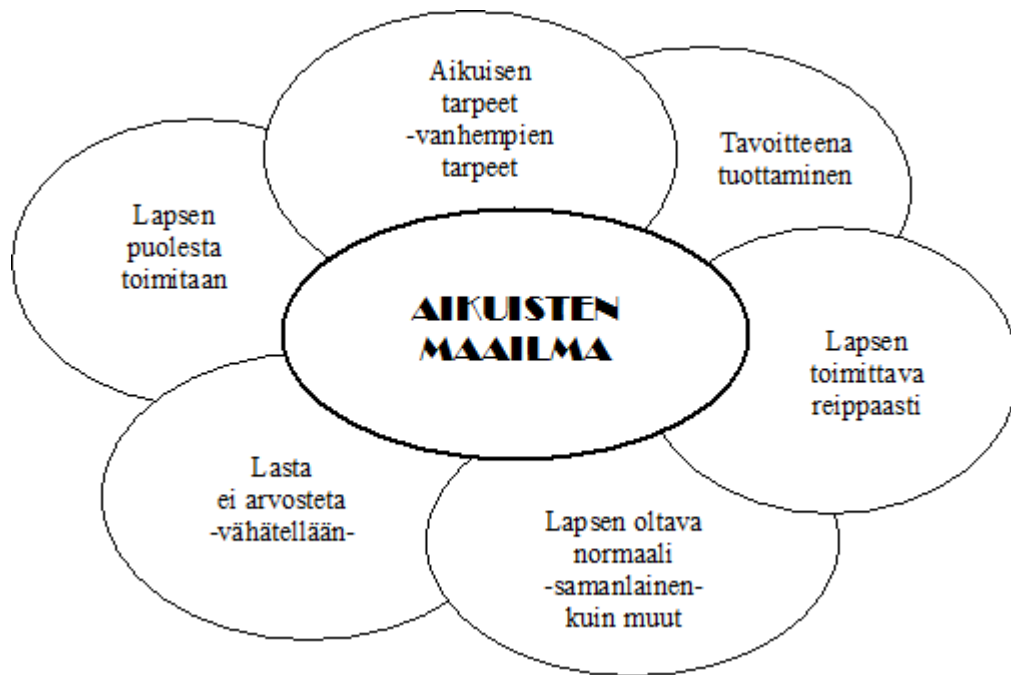 Aikuisen
tarpeet
-vanhempien
tarpeet
Tavoitteena
tuottaminen
Lapsen
puolesta
toimitaan
AIKUISTEN
MAAILMA
Lapsen
toimittava
reippaasti
Lasta
ei arvosteta
-vähätellään-
Lapsen oltava
normaali
-samanlainen-
kuin muut